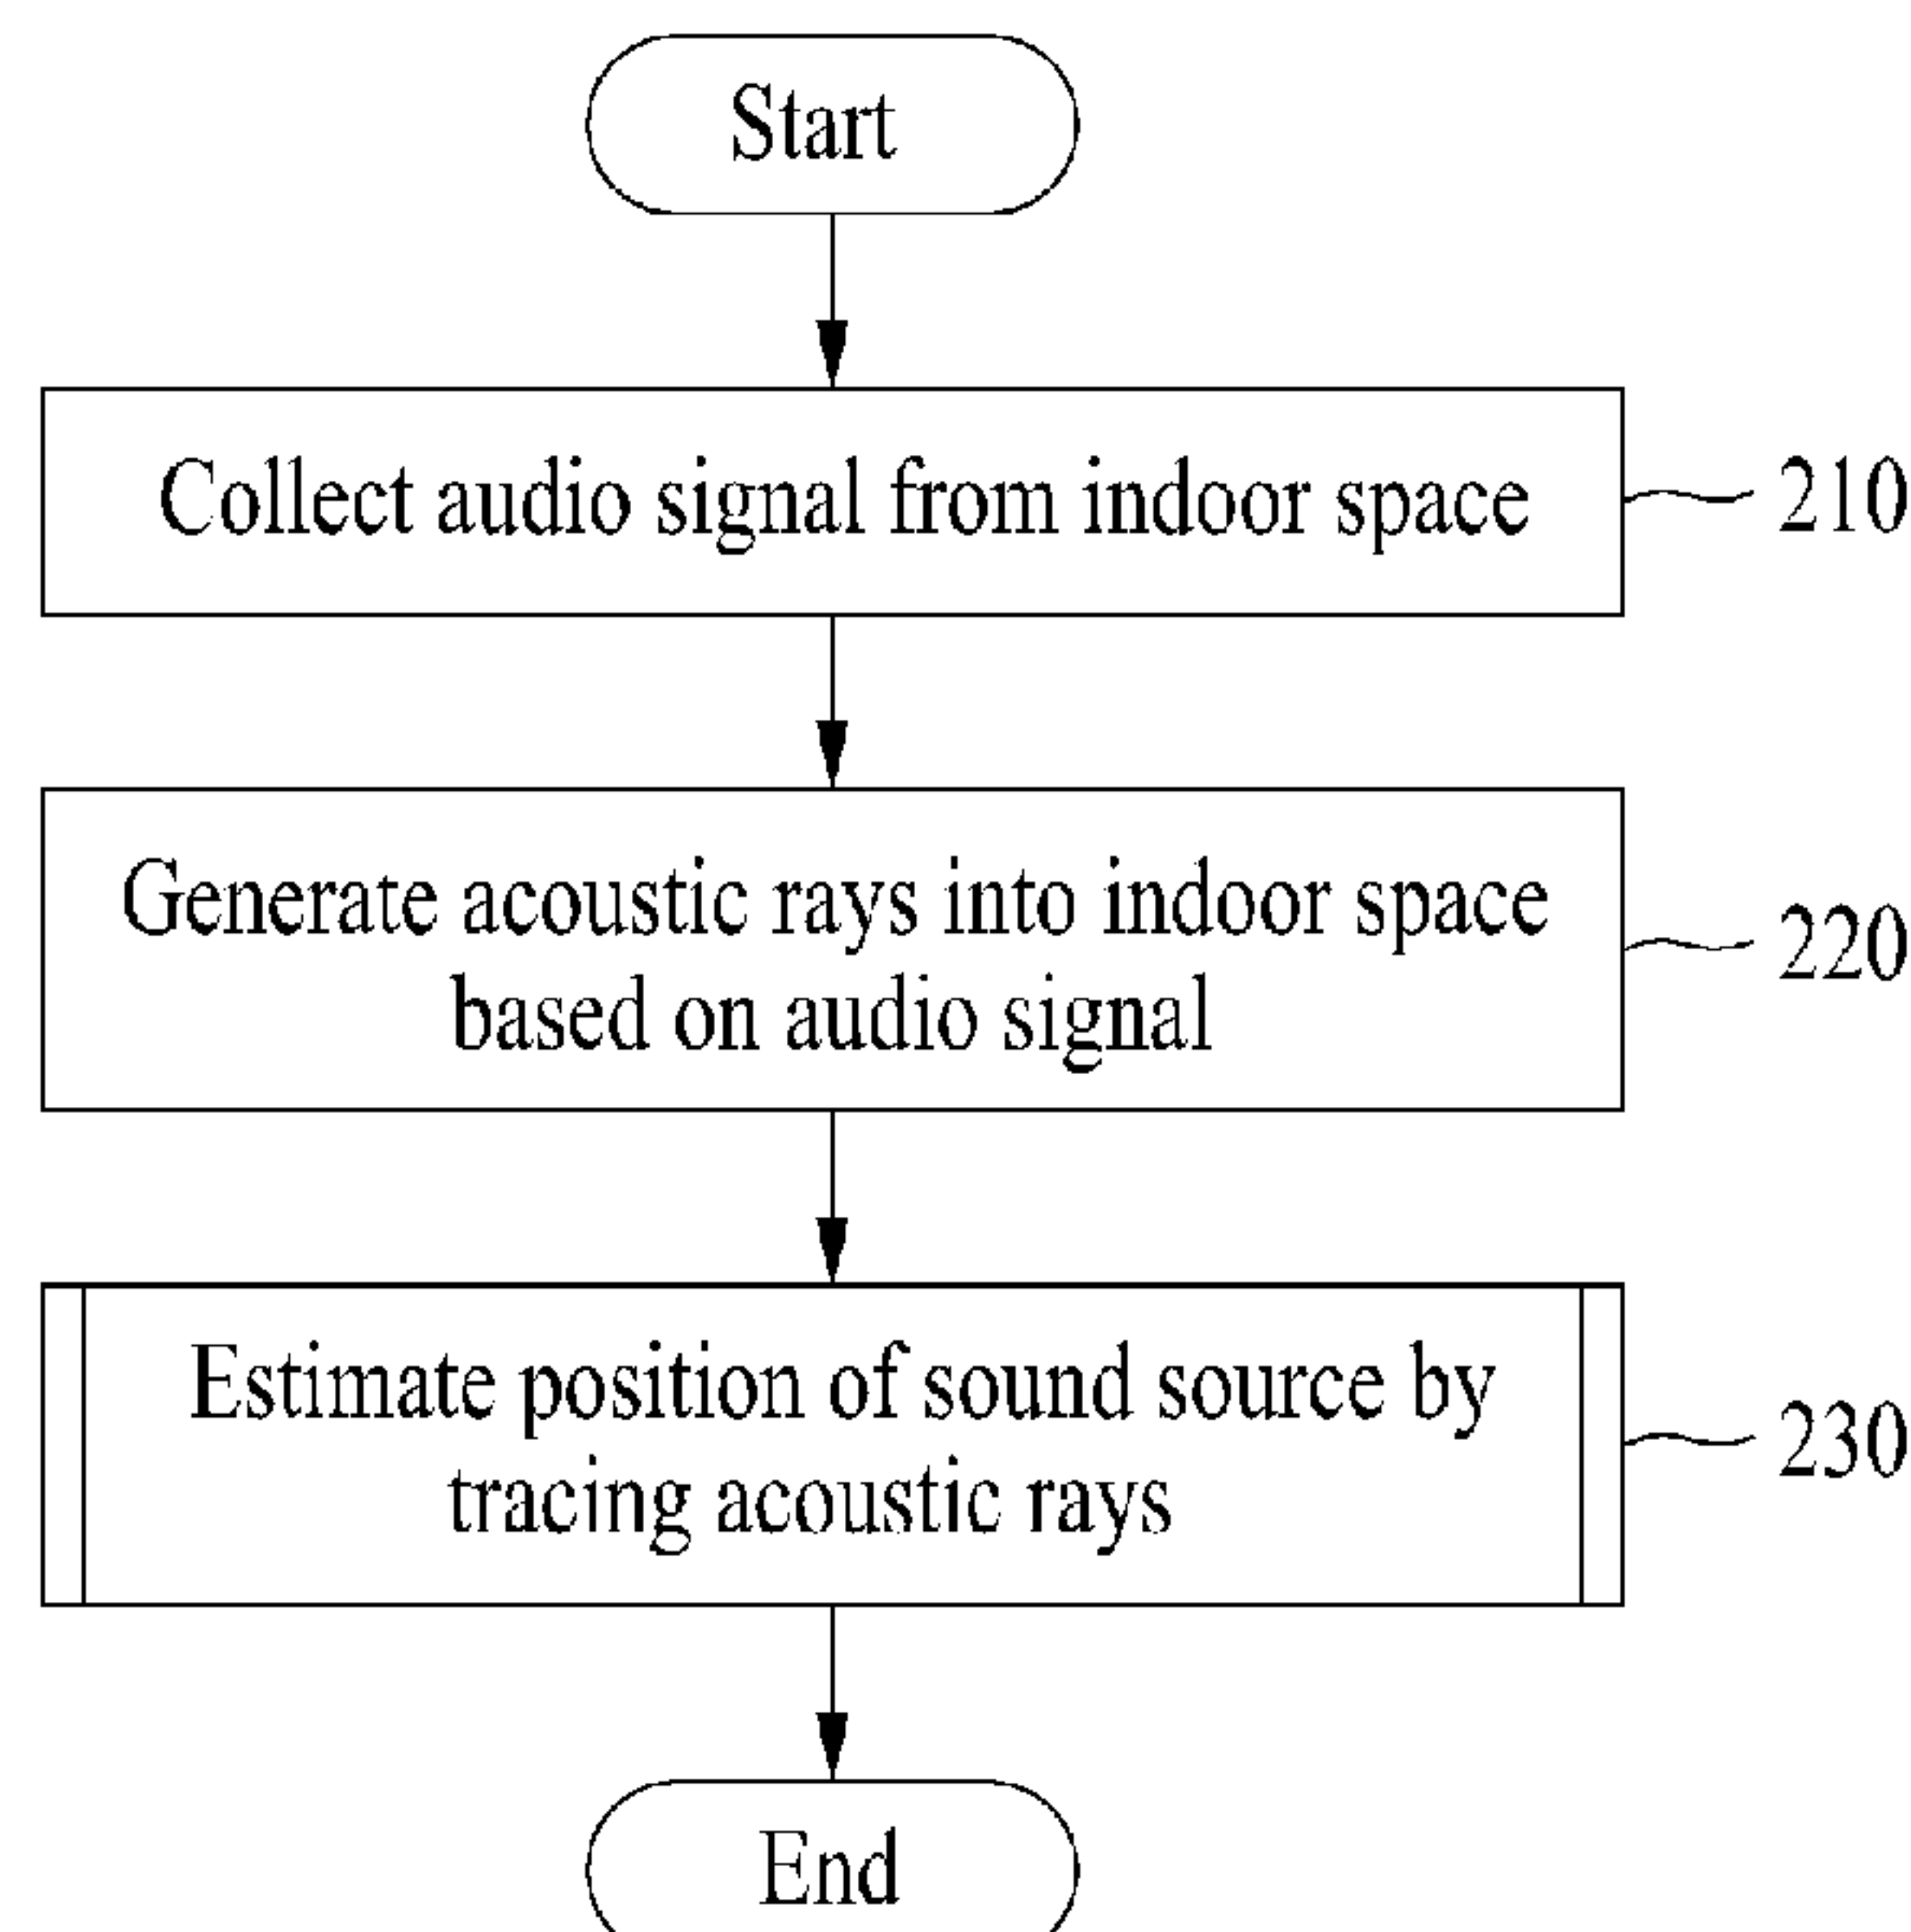 Start
Collect audio signal from indoor space
210
Generate acoustic rays into indoor space
based on audio signal
220
Estimate position of sound source by
tracing acoustic rays
230
End